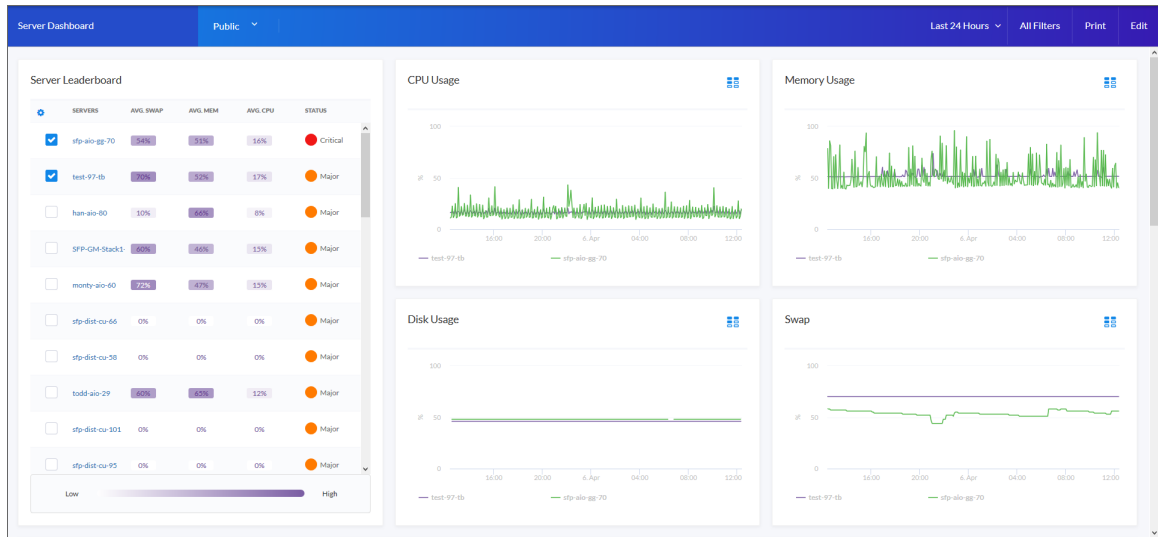 Server Dashboard Public Last 24 Hours All Filters Print Edit
Server Leaderboard
SERVERS AVG. SWAP AVG. MEM AVG. CPU STATUS
sfp-aio-gg-70 54% 51% 16% Critical
test-97-tb 70% 52% 17% Major
han-aio-80 10% 66% 8% Major
SFP-GM-Stack1- 60% 46% 15% Major
monty-aio-60 72% 47% 15% Major
sfp-dist-cu-66 0% 0% 0% Major
sfp-dist-cu-58 0% 0% 0% Major
todd-aio-29 60% 65% 12% Major
sfp-dist-cu-101 0% 0% 0% Major
sfp-dist-cu-95 0% 0% 0% Major
Low High
CPU Usage
100
% 50
0
16:00 20:00 6. Apr 04:00 08:00 12:00
test-97-tb sfp-aio-gg-70
Memory Usage
100
% 50
0
16:00 20:00 6. Apr 04:00 08:00 12:00
test-97-tb sfp-aio-gg-70
Disk Usage
100
% 50
0
16:00 20:00 6. Apr 04:00 08:00 12:00
test-97-tb sfp-aio-gg-70
Swap
100
% 50
0
16:00 20:00 6. Apr 04:00 08:00 12:00
test-97-tb sfp-aio-gg-70